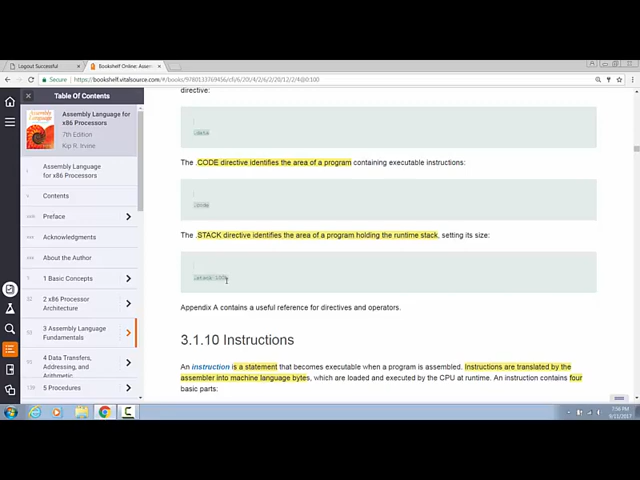 Logout Successful
Bookshelf Online: Assem
Secure
https://bookshelf.vitalsource.com/#/books/9780133769456/cfi/6/20/4/2/6/2/20/12/2/4@0:100
Table Of Contents
Assembly Language for
x86 Processors
7th Edition
Kip R. Irvine
Assembly Language
for x86 Processors
Contents
Preface
Acknowledgments
About the Author
1 Basic Concepts
2 x86 Processor
Architecture
3 Assembly Language
Fundamentals
4 Data Transfers,
Addressing, and
5 Procedures
directive:
.data
The .CODE directive identifies the area of a program containing executable instructions:
.code
The .STACK directive identifies the area of a program holding the runtime stack, setting its size:
.stack 100h
Appendix A contains a useful reference for directives and operators.
3.1.10 Instructions
An instruction is a statement that becomes executable when a program is assembled. Instructions are translated by the
assembler into machine language bytes, which are loaded and executed by the CPU at runtime. An instruction contains four
basic parts:
7:56 PM
9/11/2017